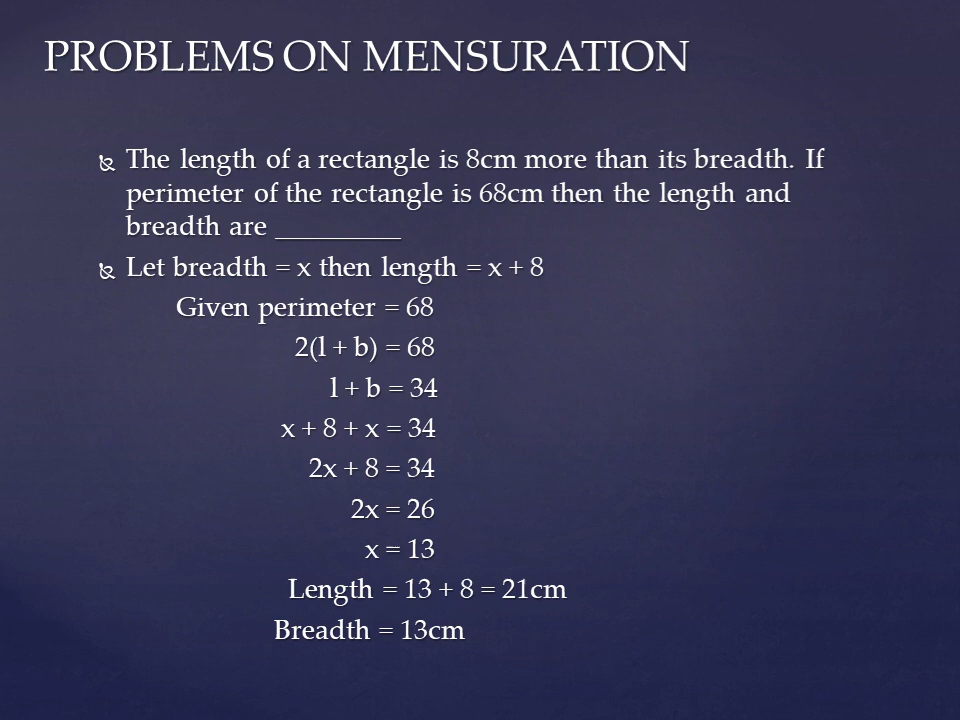 PROBLEMS ON MENSURATION
The length of a rectangle is 8cm more than its breadth. If
perimeter of the rectangle is 68cm then the length and
breadth are _________
Let breadth = x then length = x + 8
Given perimeter = 68
2(l + b) = 68
l + b = 34
x + 8 + x = 34
2x + 8 = 34
2x = 26
x = 13
Length = 13 + 8 = 21cm
Breadth = 13cm